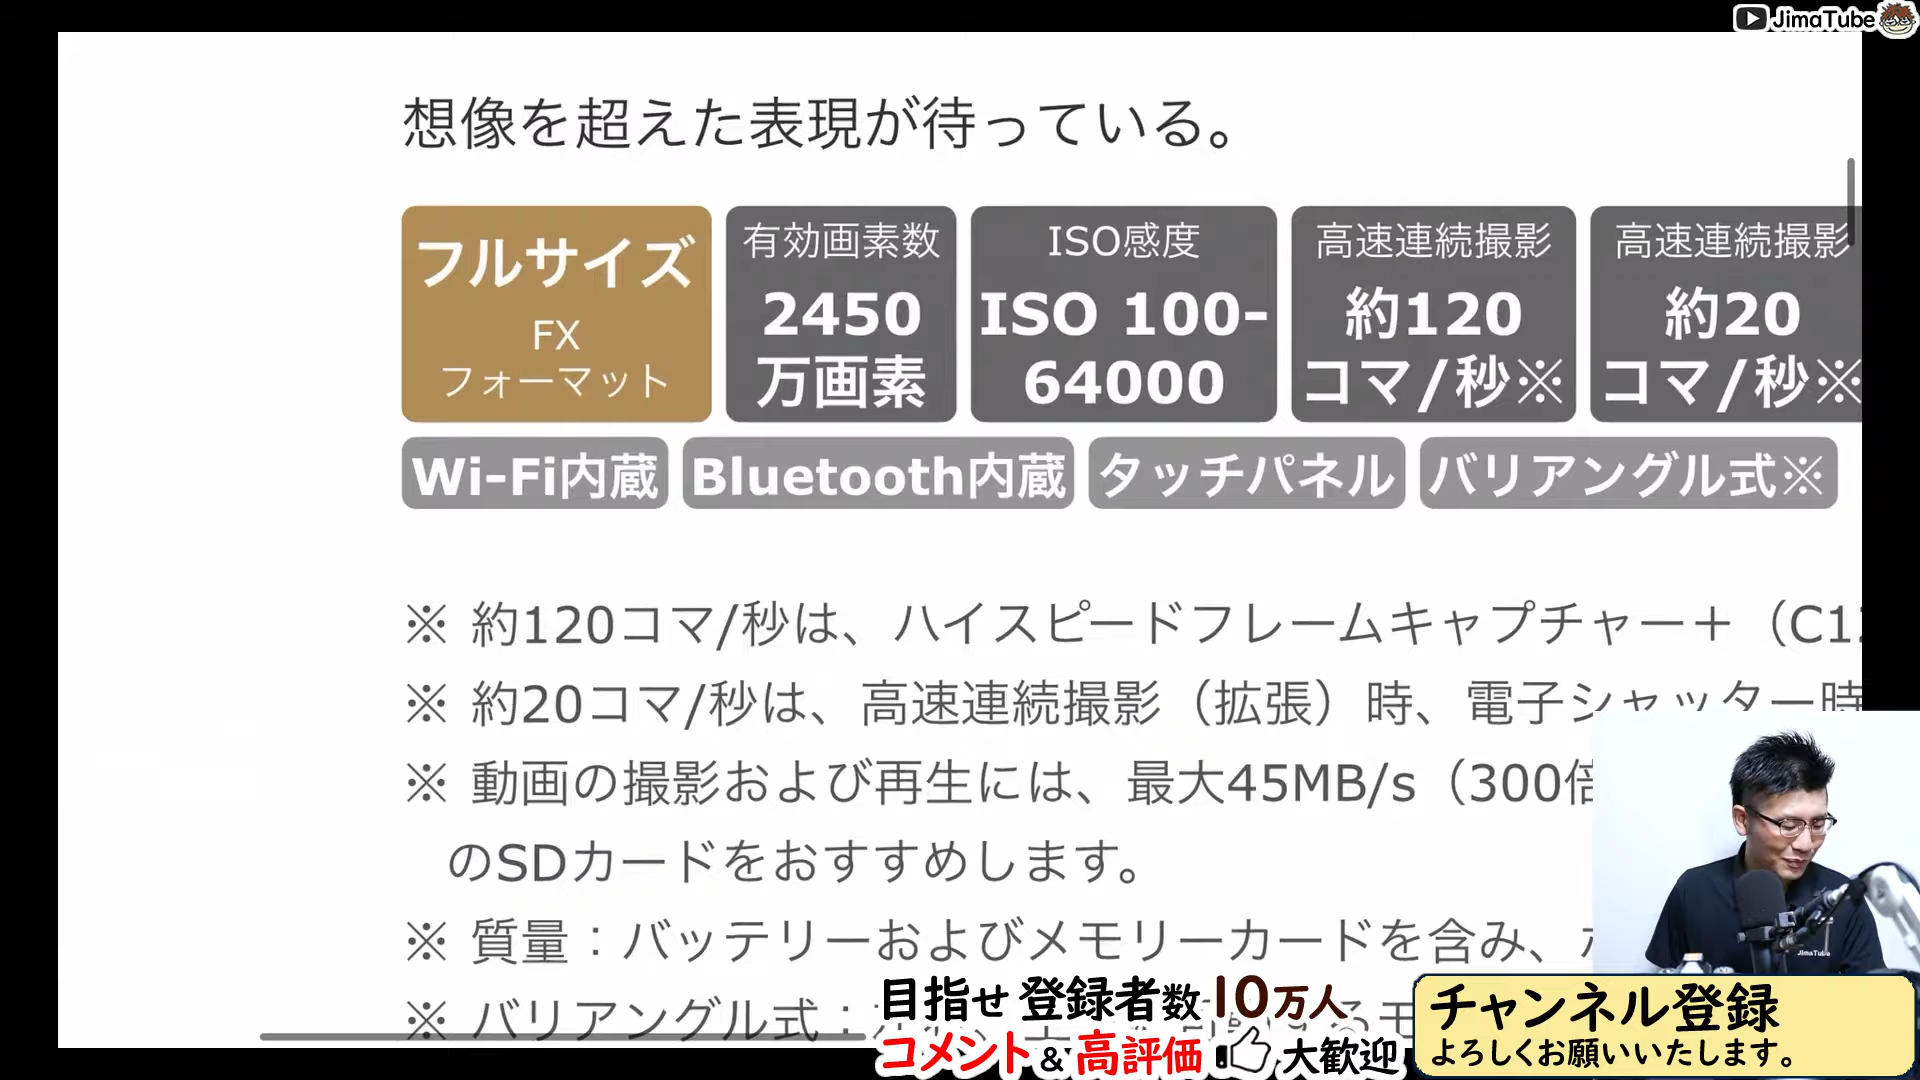 JimaTube
想像を超えた表現が待っている。
フルサイズ
FX
フォーマット
有効画素数
2450
万画素
ISO感度
ISO 100-
64000
高速連続撮影
約120
コマ/秒※
高速連続撮影
約20
コマ/秒※
Wi-Fi内蔵
Bluetooth内蔵
タッチパネル
バリアングル式※
※ 約120コマ/秒は、ハイスピードフレームキャプチャー＋（C1
※ 約20コマ/秒は、高速連続撮影（拡張）時、電子シャッター時
※ 動画の撮影および再生には、最大45MB/s（300倍
のSDカードをおすすめします。
※ 質量：バッテリーおよびメモリーカードを含み、
※ バリアングル式：
JimaTube
目指せ 登録者数 10万人
コメント & 高評価 大歓迎
チャンネル登録
よろしくお願いいたします。